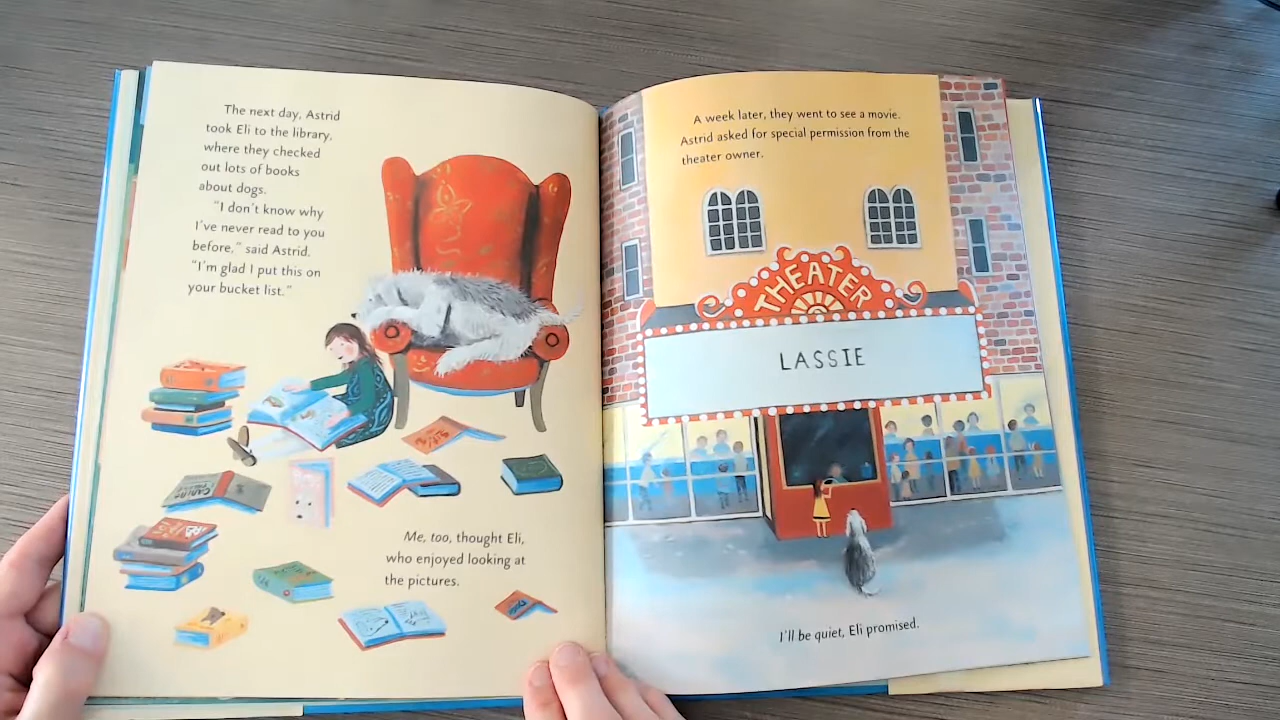 The next day, Astrid
took Eli to the library,
where they checked
out lots of books
about dogs.
"I don't know why
I've never read to you
before," said Astrid.
"I'm glad I put this on
your bucket list."
Me, too, thought Eli,
who enjoyed looking at
the pictures.
A week later, they went to see a movie.
Astrid asked for special permission from the
theater owner.
THEATER
LASSIE
I'll be quiet, Eli promised.